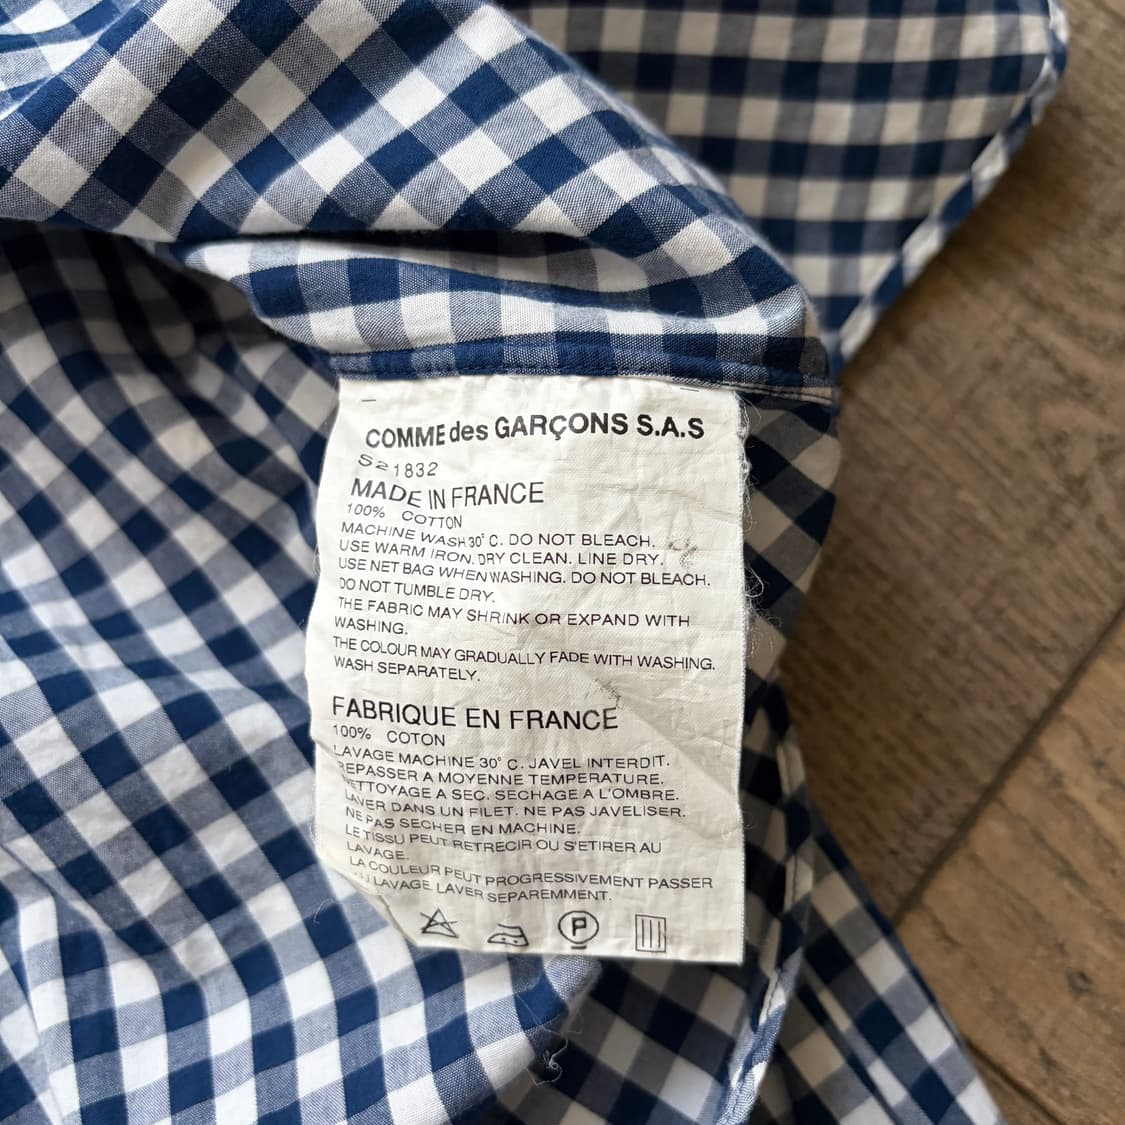 COMME des GARÇONS S.A.S
S21832
MADE IN FRANCE
100% COTTON
MACHINE WASH 30° C. DO NOT BLEACH.
USE WARM IRON. DRY CLEAN. LINE DRY.
USE NET BAG WHEN WASHING. DO NOT BLEACH.
DO NOT TUMBLE DRY.
THE FABRIC MAY SHRINK OR EXPAND WITH
WASHING.
THE COLOUR MAY GRADUALLY FADE WITH WASHING.
WASH SEPARATELY.
FABRIQUE EN FRANCE
100% COTON
LAVAGE MACHINE 30° C. JAVEL INTERDIT.
REPASSER A MOYENNE TEMPERATURE.
NETTOYAGE A SEC. SECHAGE A L'OMBRE.
LAVER DANS UN FILET. NE PAS JAVELISER.
NE PAS SECHER EN MACHINE.
LE TISSU PEUT RETRECIR OU S'ETIRER AU
LAVAGE.
LA COULEUR PEUT PROGRESSIVEMENT PASSER
AU LAVAGE. LAVER SEPAREMMENT.
P